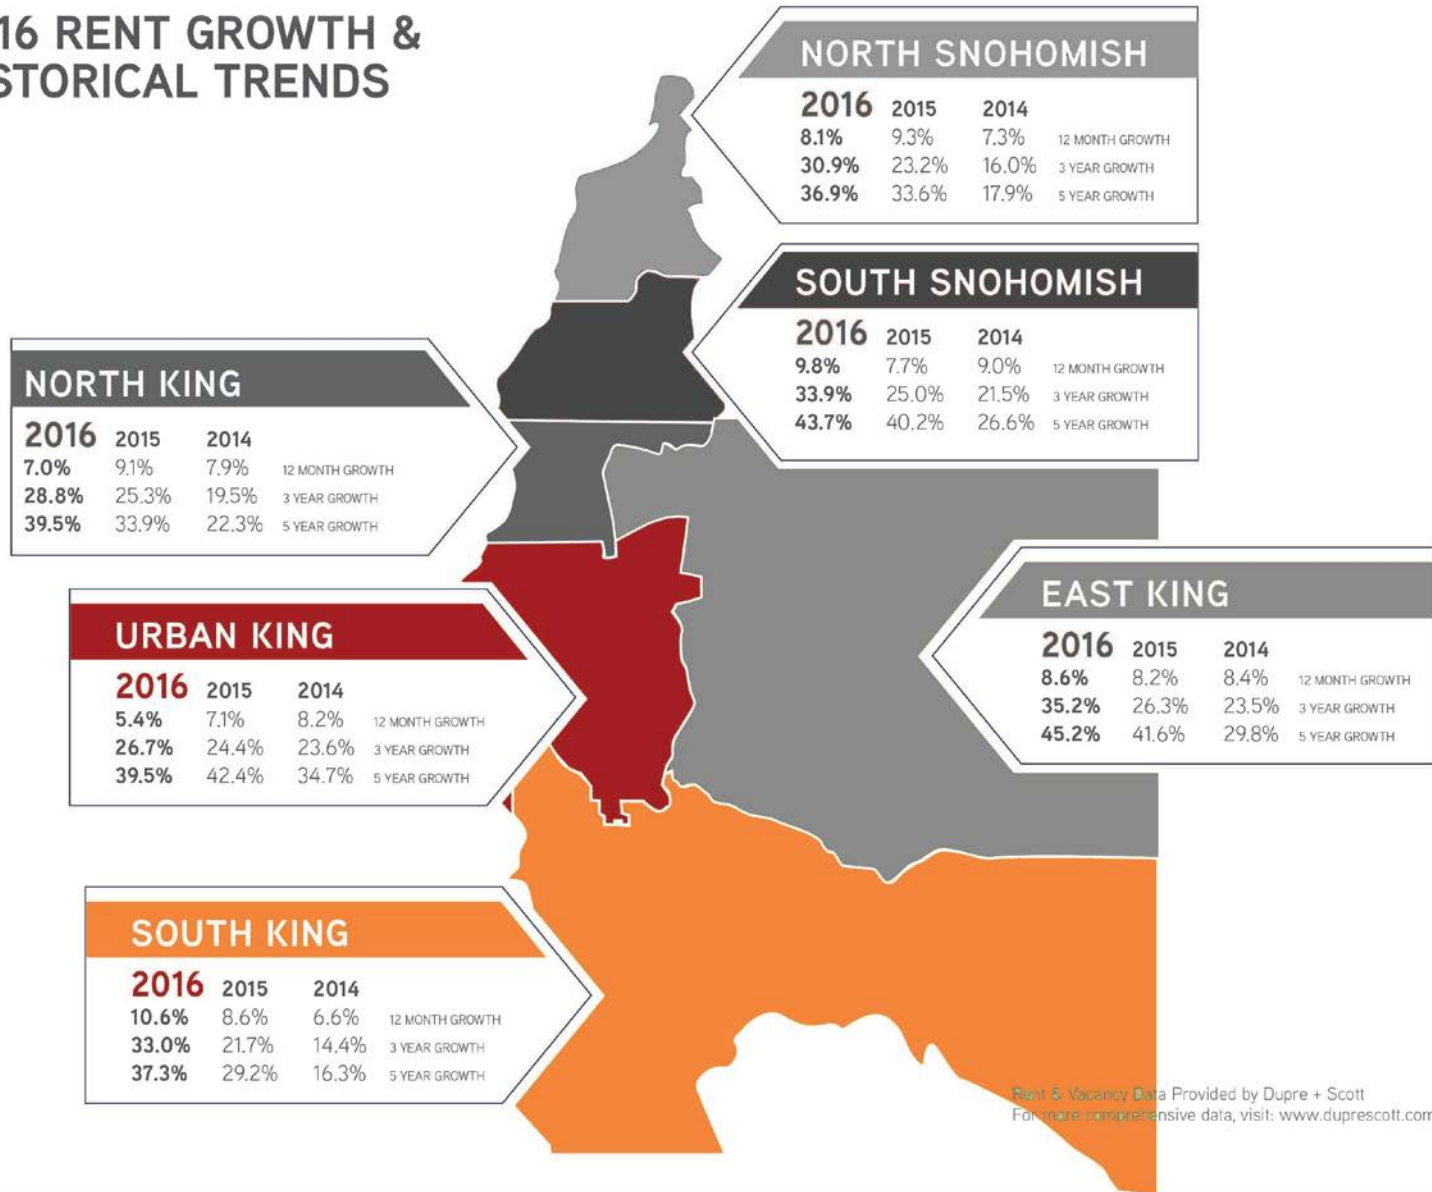 16 RENT GROWTH &
STORICAL TRENDS
NORTH SNOHOMISH
2016 2015 2014
8.1% 9.3% 7.3% 12 MONTH GROWTH
30.9% 23.2% 16.0% 3 YEAR GROWTH
36.9% 33.6% 17.9% 5 YEAR GROWTH
SOUTH SNOHOMISH
2016 2015 2014
9.8% 7.7% 9.0% 12 MONTH GROWTH
33.9% 25.0% 21.5% 3 YEAR GROWTH
43.7% 40.2% 26.6% 5 YEAR GROWTH
NORTH KING
2016 2015 2014
7.0% 9.1% 7.9% 12 MONTH GROWTH
28.8% 25.3% 19.5% 3 YEAR GROWTH
39.5% 33.9% 22.3% 5 YEAR GROWTH
URBAN KING
2016 2015 2014
5.4% 7.1% 8.2% 12 MONTH GROWTH
26.7% 24.4% 23.6% 3 YEAR GROWTH
39.5% 42.4% 34.7% 5 YEAR GROWTH
EAST KING
2016 2015 2014
8.6% 8.2% 8.4% 12 MONTH GROWTH
35.2% 26.3% 23.5% 3 YEAR GROWTH
45.2% 41.6% 29.8% 5 YEAR GROWTH
SOUTH KING
2016 2015 2014
10.6% 8.6% 6.6% 12 MONTH GROWTH
33.0% 21.7% 14.4% 3 YEAR GROWTH
37.3% 29.2% 16.3% 5 YEAR GROWTH
Rent & Vacancy Data Provided by Dupre + Scott
For more comprehensive data, visit: www.duprescott.com